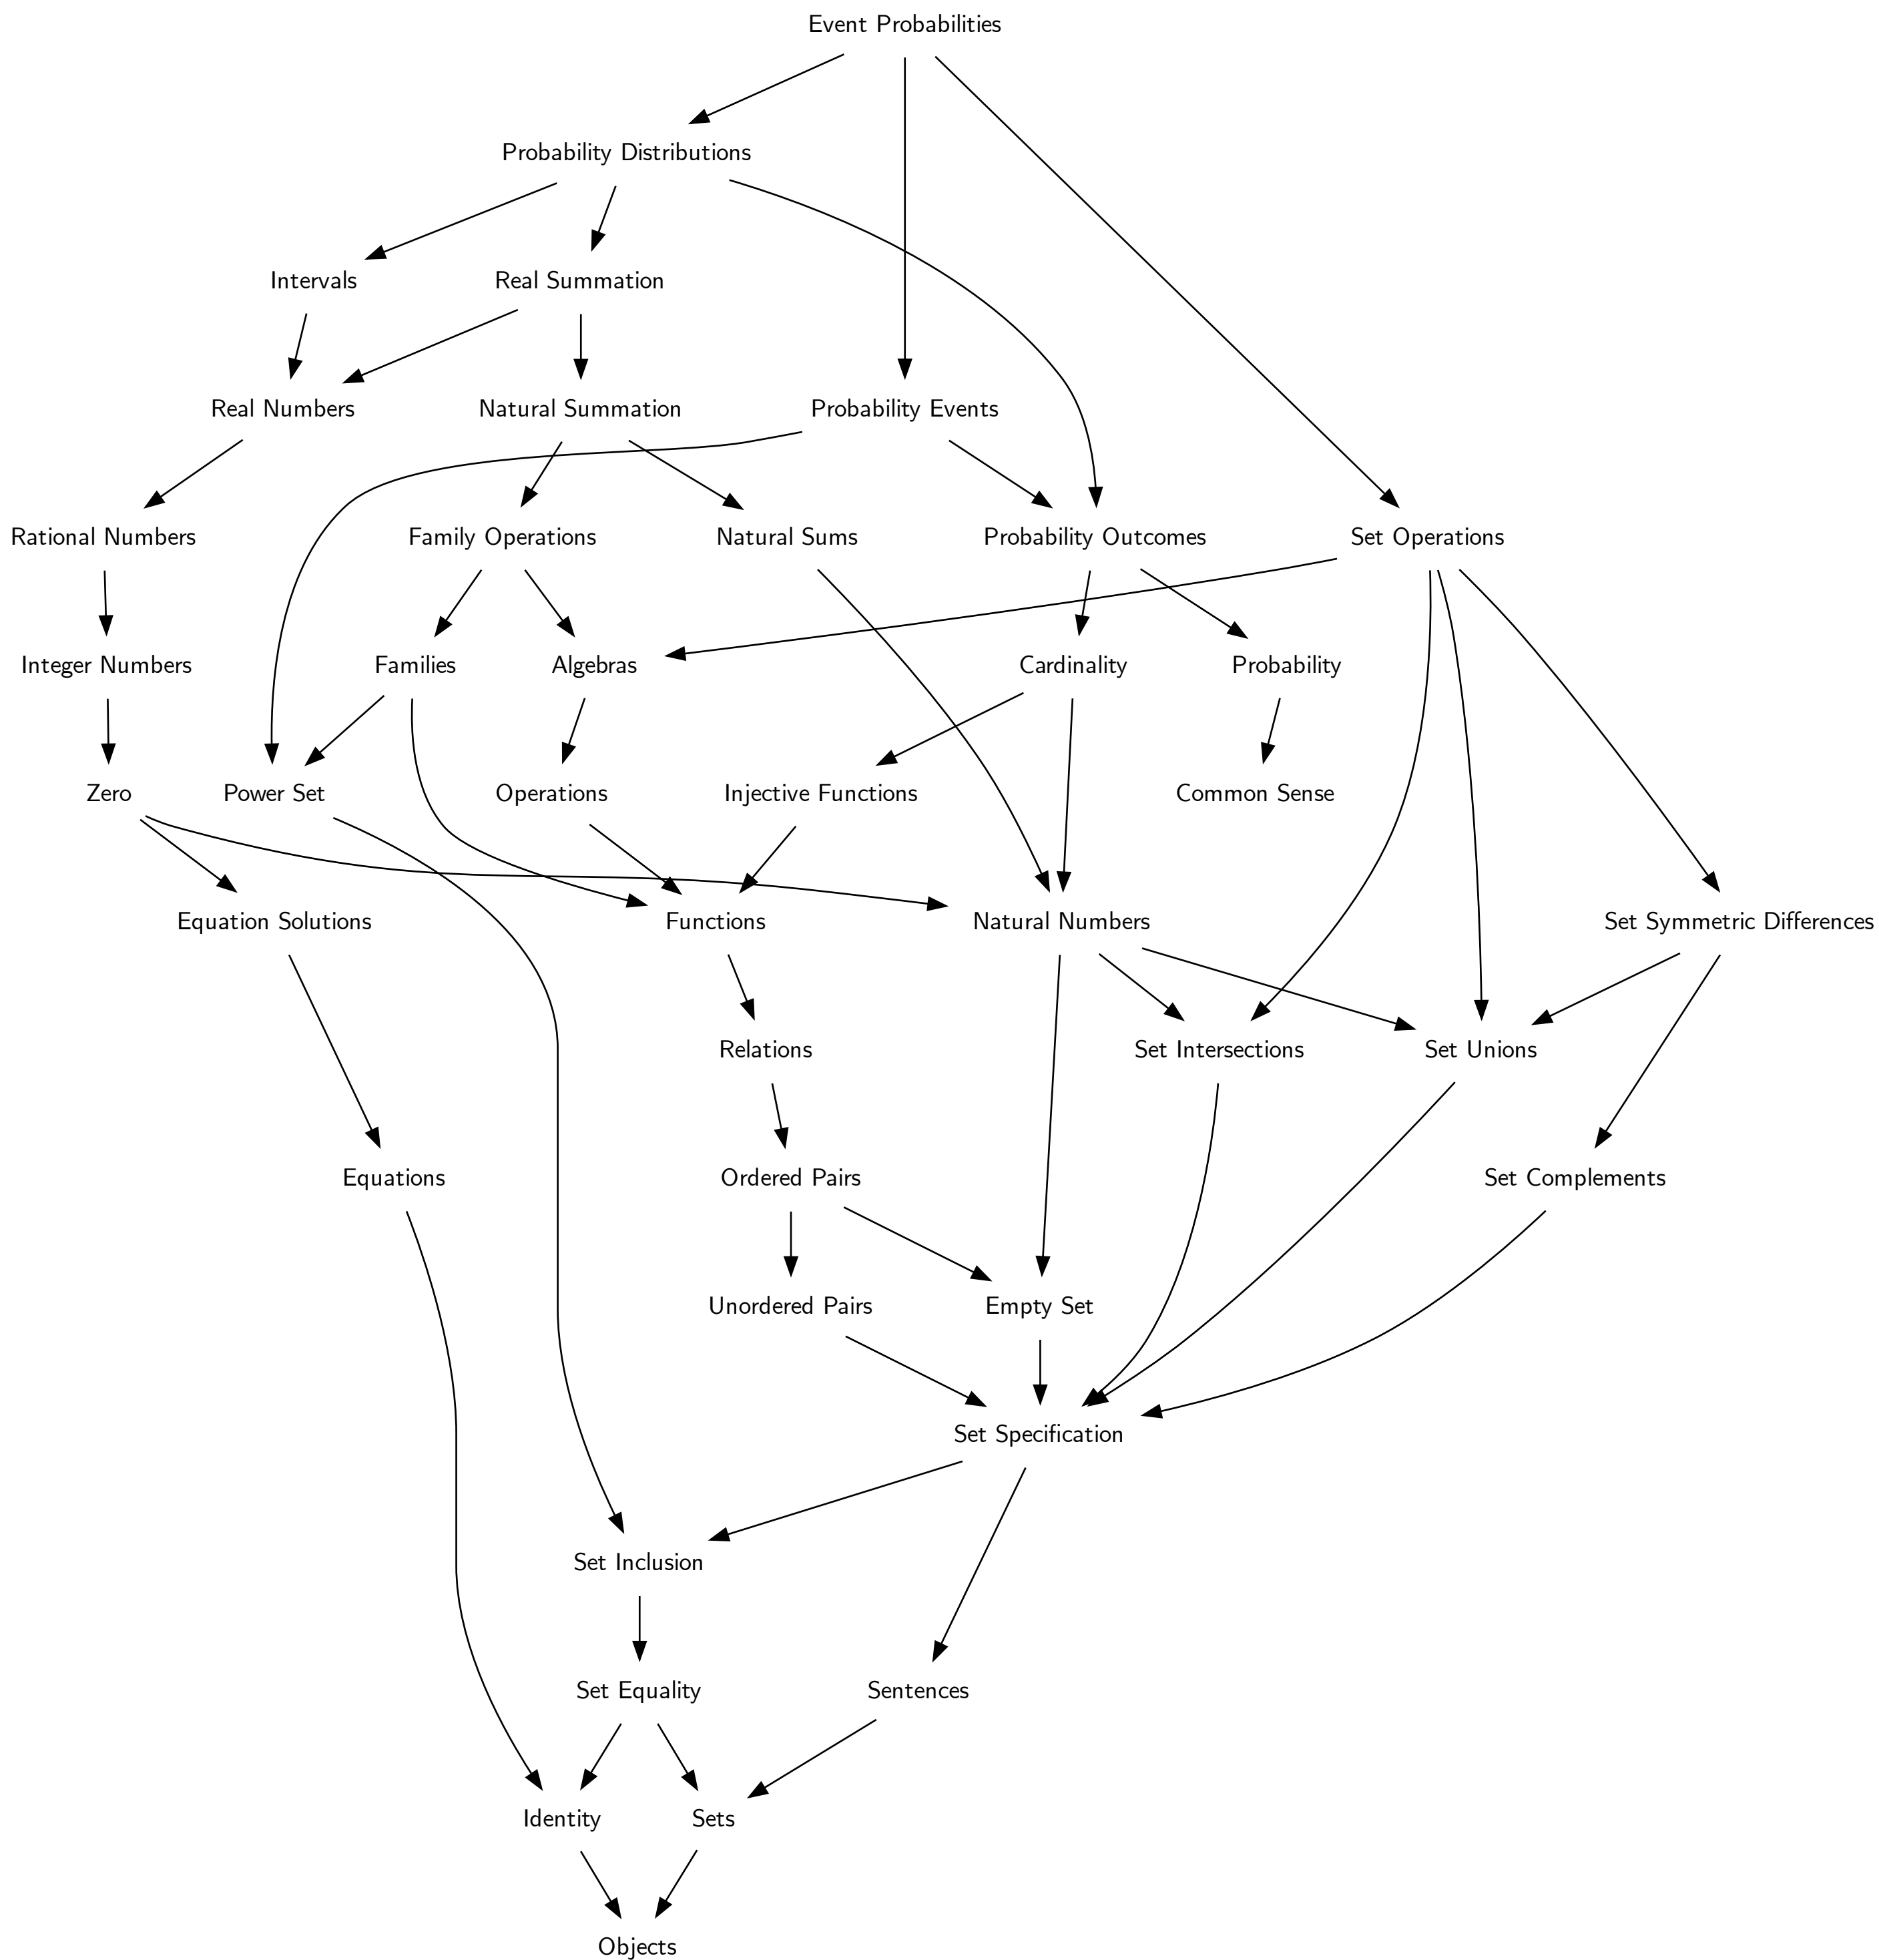 Event Probabilities
Probability Distributions
Intervals
Real Summation
Real Numbers
Natural Summation
Probability Events
Rational Numbers
Family Operations
Natural Sums
Probability Outcomes
Set Operations
Integer Numbers
Families
Algebras
Cardinality
Probability
Zero
Power Set
Operations
Injective Functions
Common Sense
Equation Solutions
Functions
Natural Numbers
Set Symmetric Differences
Relations
Set Intersections
Set Unions
Equations
Ordered Pairs
Set Complements
Unordered Pairs
Empty Set
Set Specification
Set Inclusion
Set Equality
Sentences
Identity
Sets
Objects